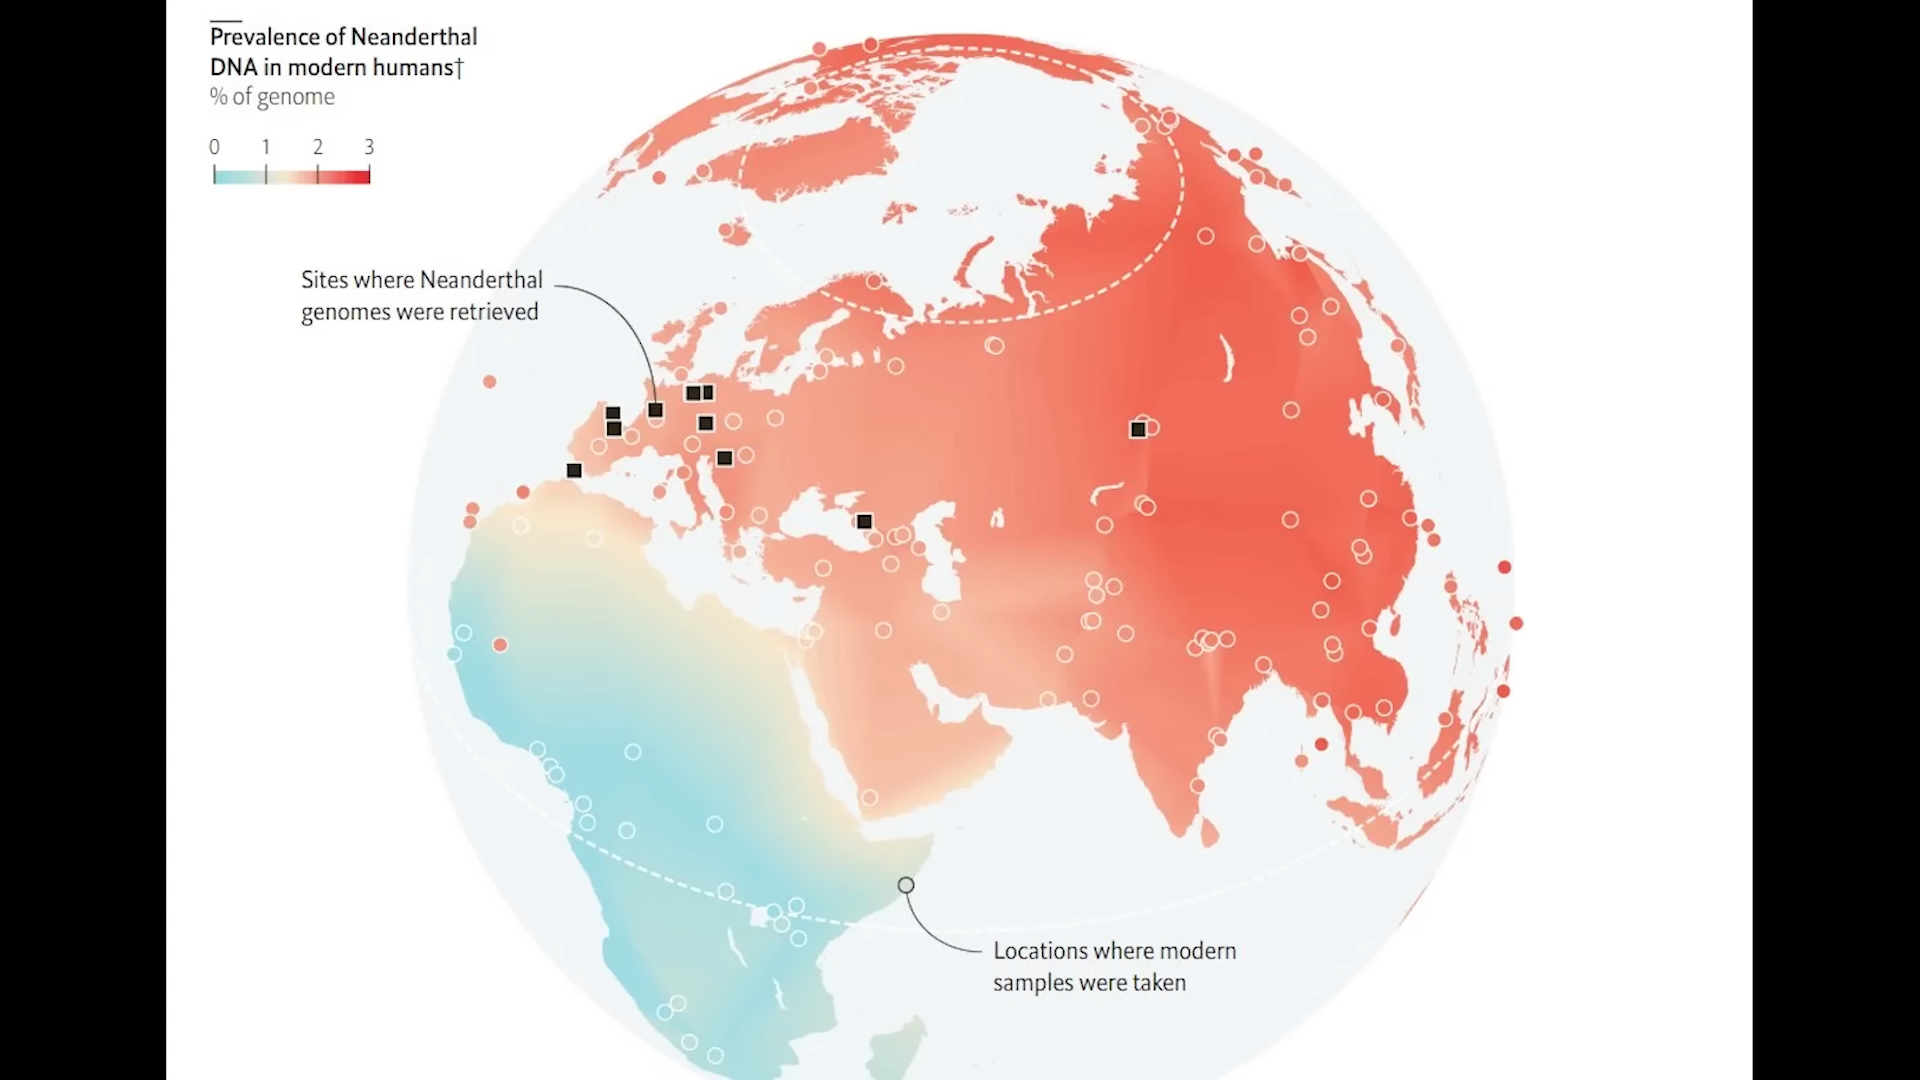 Prevalence of Neanderthal
DNA in modern humans†
% of genome
0 1 2 3
Sites where Neanderthal
genomes were retrieved
Locations where modern
samples were taken